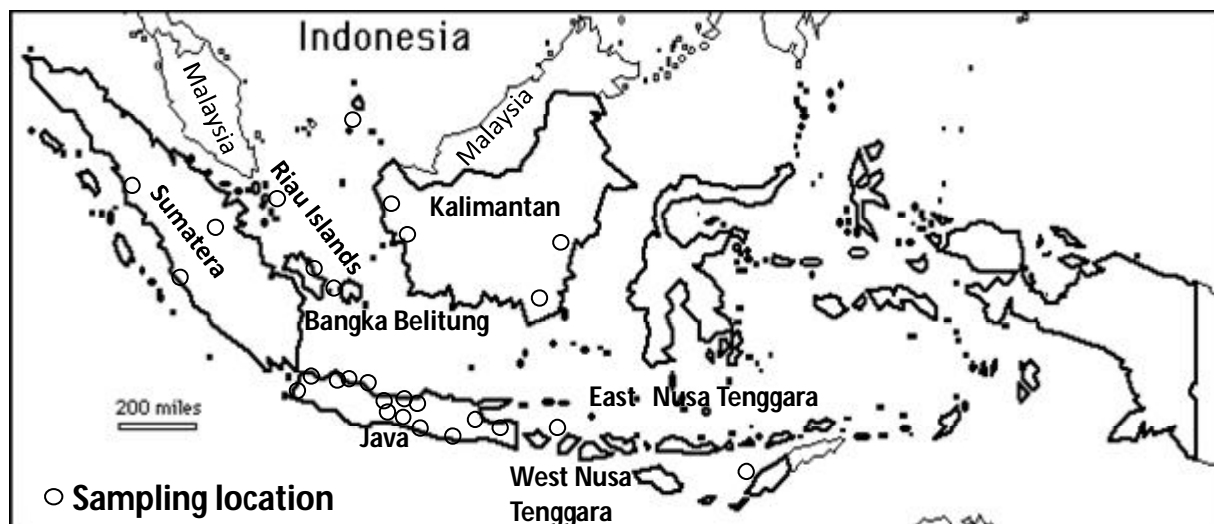 Indonesia
Malaysia
Malaysia
Sumatera
Riau Islands
Kalimantan
Bangka Belitung
200 miles
East Nusa Tenggara
Java
West Nusa
Tenggara
Sampling location